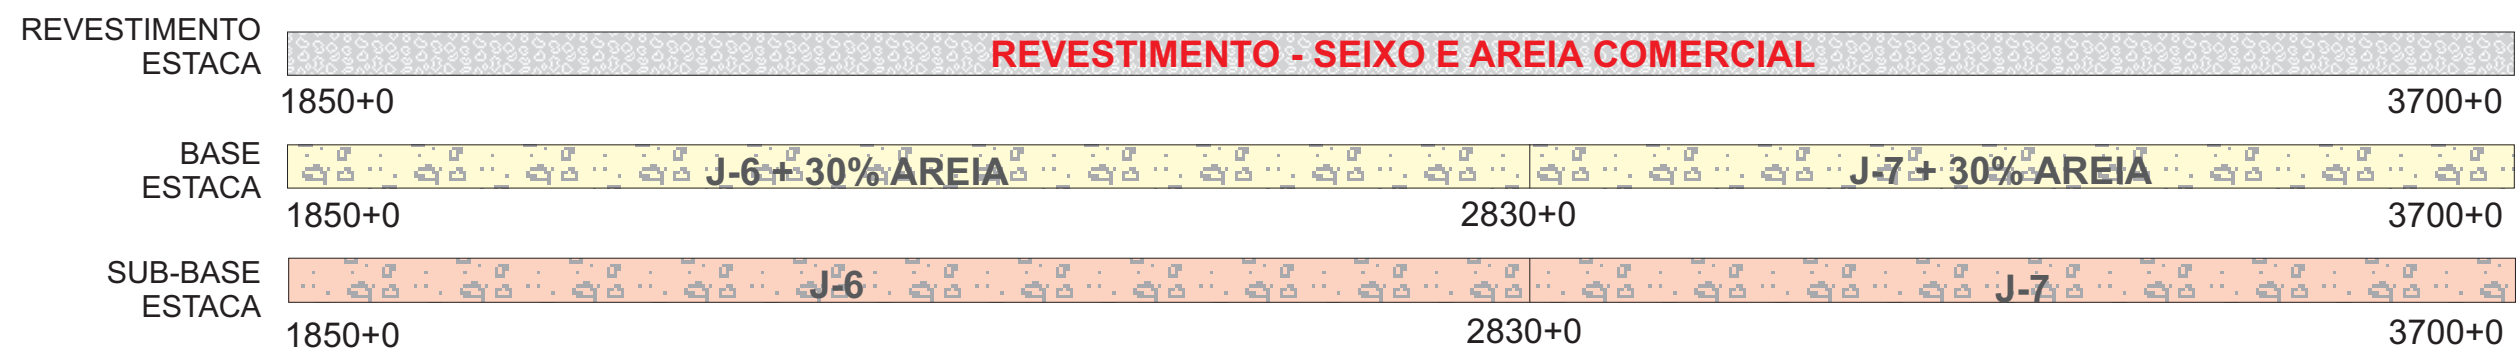 REVESTIMENTO
ESTACA
REVESTIMENTO - SEIXO E AREIA COMERCIAL
1850+0
3700+0
BASE
ESTACA
J-6 + 30% AREIA
J-7 + 30% AREIA
1850+0
2830+0
3700+0
SUB-BASE
ESTACA
J-6
J-7
1850+0
2830+0
3700+0